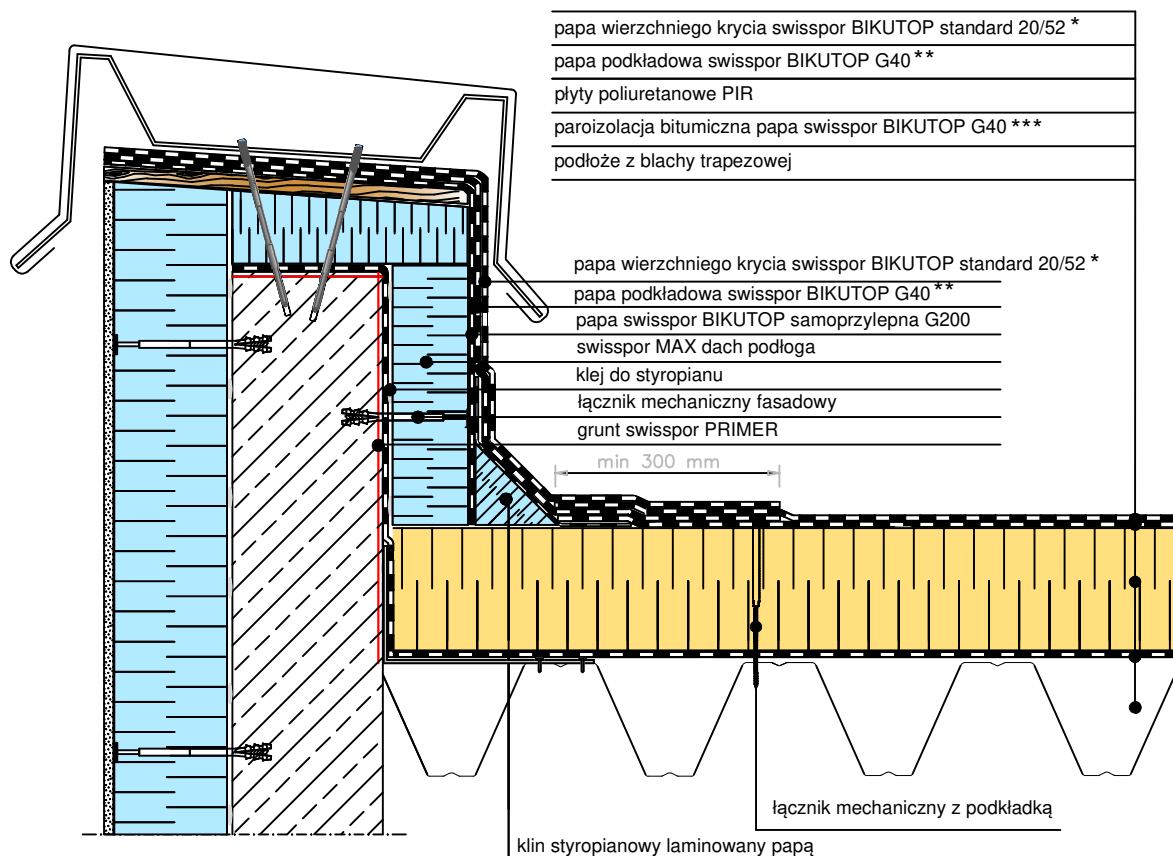 papa wierzchniego krycia swisspor BIKUTOP standard 20/52 *
papa podkładowa swisspor BIKUTOP G40 **
płyty poliuretanowe PIR
paroizolacja bitumiczna papa swisspor BIKUTOP G40 ***
podłoże z blachy trapezowej
papa wierzchniego krycia swisspor BIKUTOP standard 20/52 *
papa podkładowa swisspor BIKUTOP G40 **
papa swisspor BIKUTOP samoprzylepna G200
swisspor MAX dach podłoga
klej do styropianu
łącznik mechaniczny fasadowy
grunt swisspor PRIMER
min 300 mm
łącznik mechaniczny z podkładką
klin styropianowy laminowany papą